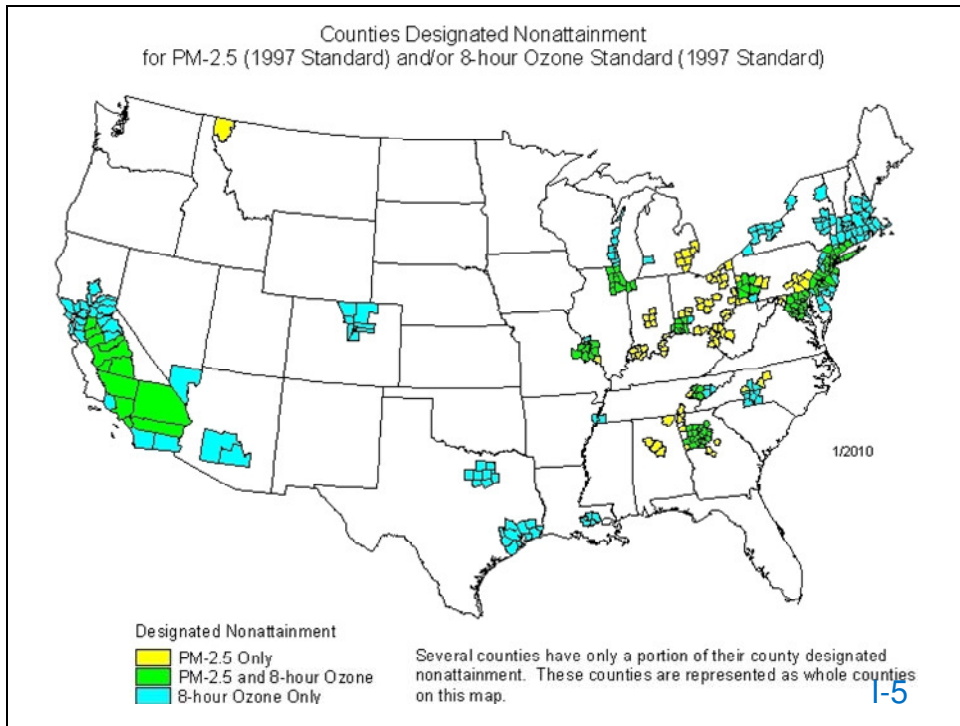 Counties Designated Nonattainment
for PM-2.5 (1997 Standard) and/or 8-hour Ozone Standard (1997 Standard)
1/2010
Designated Nonattainment
PM-2.5 Only
PM-2.5 and 8-hour Ozone
8-hour Ozone Only
Several counties have only a portion of their county designated
nonattainment. These counties are represented as whole counties
on this map.
I-5